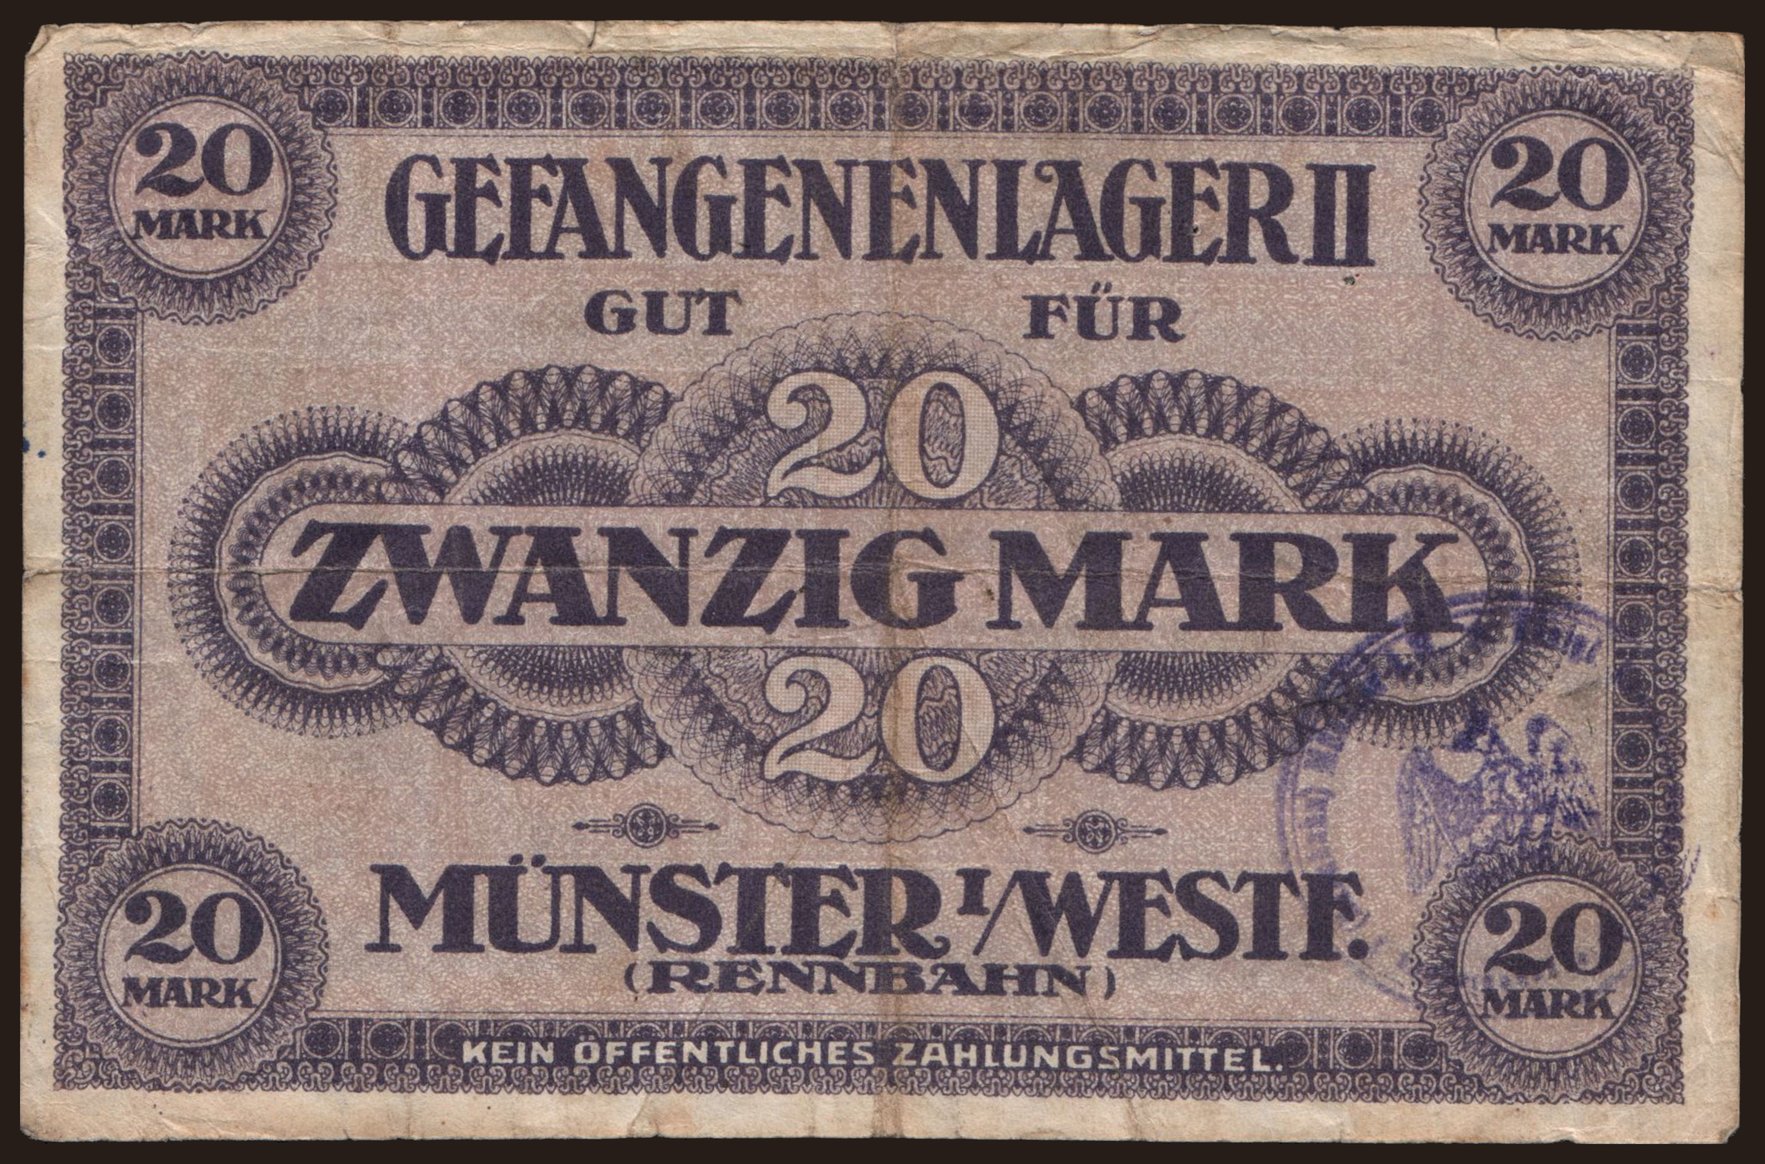 20 MARK
20 MARK
GEFANGENENLAGER II
GUT FÜR
20
ZWANZIG MARK
20
MÜNSTER I/WESTF.
(RENNBAHN)
20 MARK
20 MARK
KEIN ÖFFENTLICHES ZAHLUNGSMITTEL.